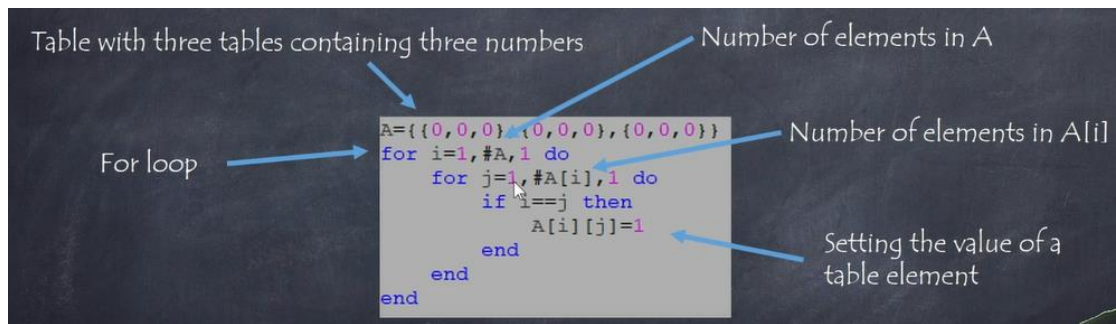 Table with three tables containing three numbers
Number of elements in A
A={{0,0,0},{0,0,0},{0,0,0}}
Number of elements in A[i]
For loop
for i=1,#A,1 do
for j=1,#A[i],1 do
if i==j then
A[i][j]=1
Setting the value of a
table element
end
end
end